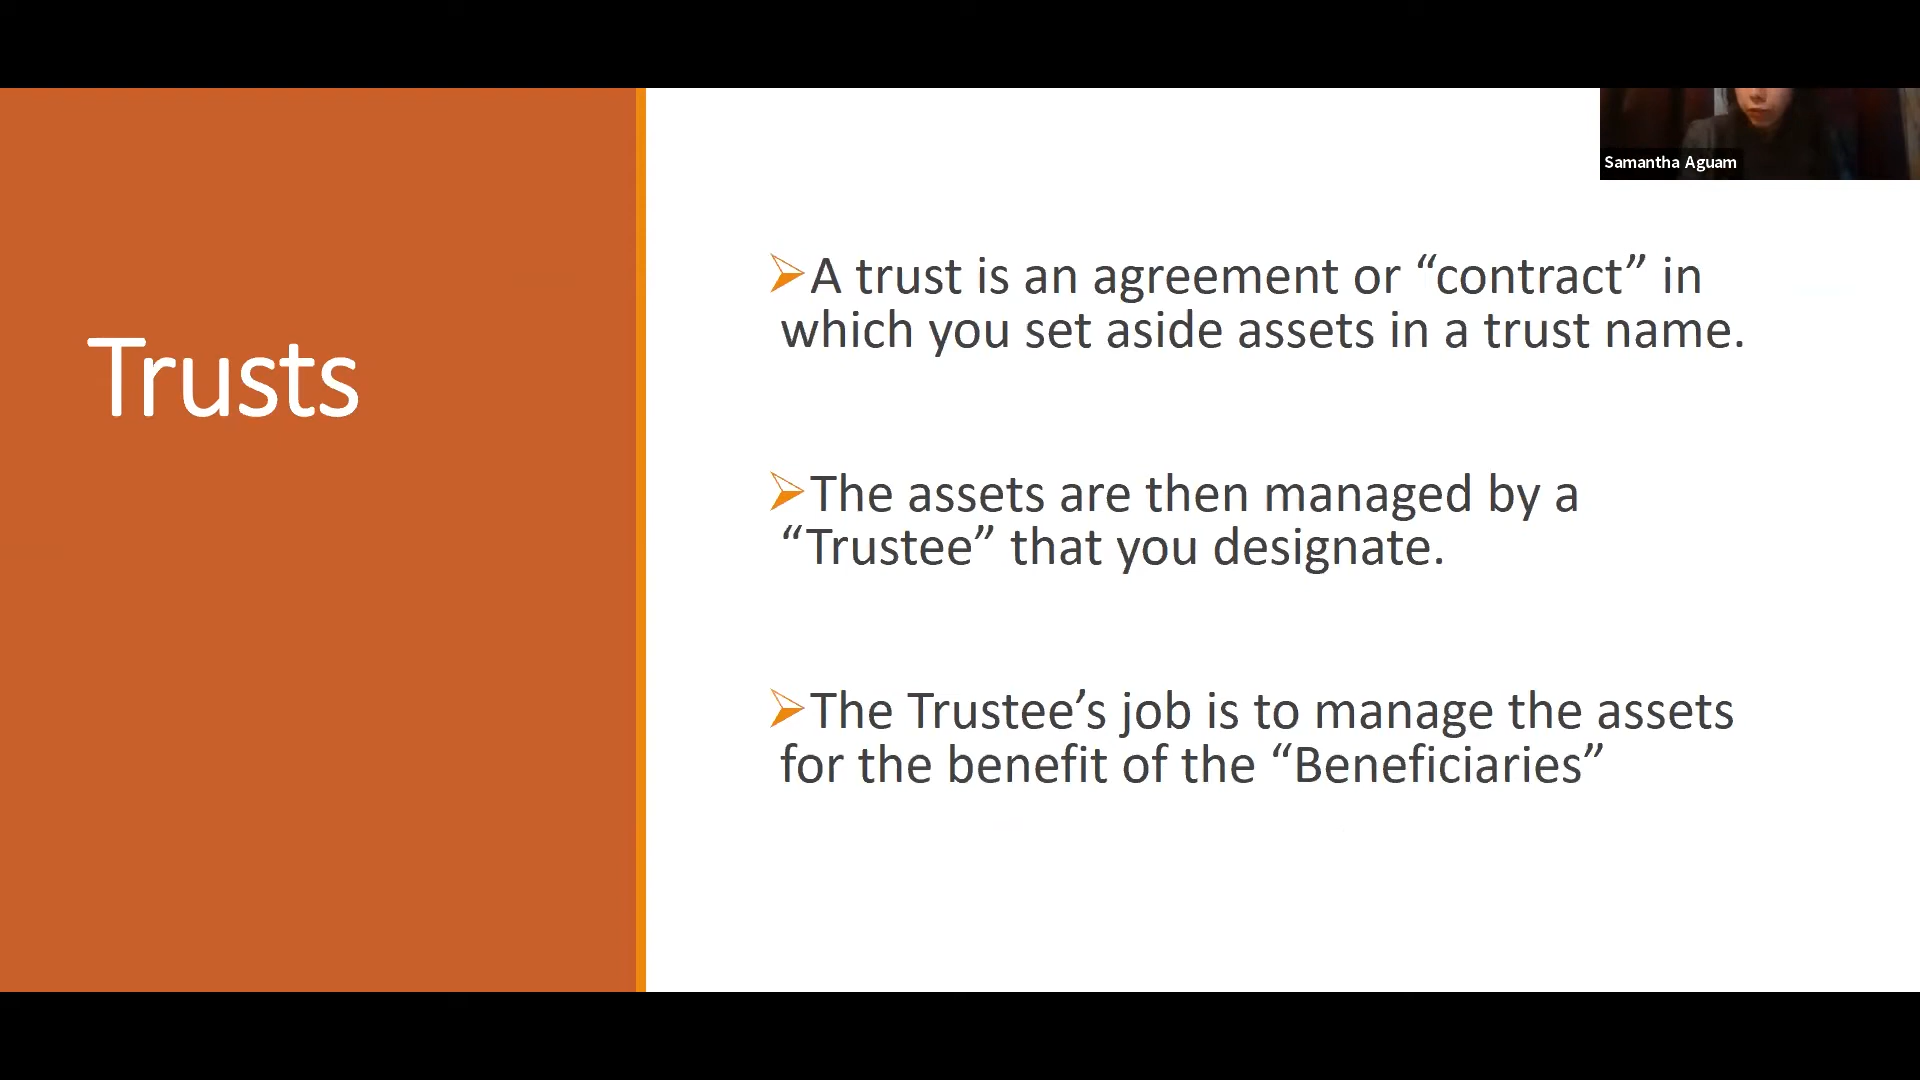 Samantha Aguam
Trusts
➢A trust is an agreement or “contract” in
which you set aside assets in a trust name.
➢The assets are then managed by a
“Trustee” that you designate.
➢The Trustee’s job is to manage the assets
for the benefit of the “Beneficiaries”